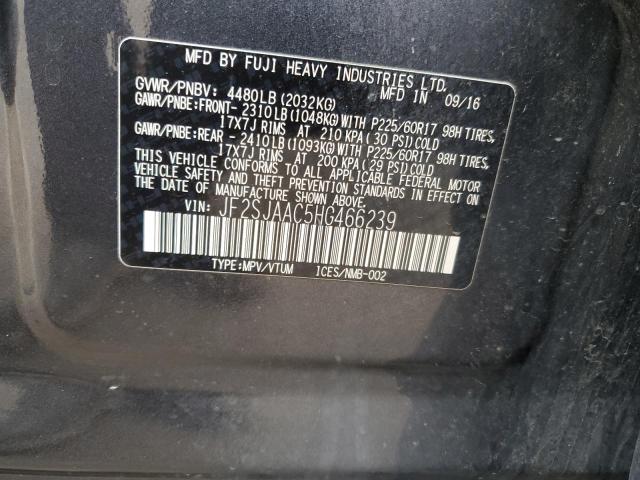 MFD BY FUJI HEAVY INDUSTRIES LTD.
GVWR/PNBV: 4480LB(2032KG) MFD IN 09/16
GAWR/PNBE:FRONT- 2310LB(1048KG)WITH P225/60R17 98H TIRES,
17X7J RIMS AT 210 KPA(30 PSI)COLD
GAWR/PNBE:REAR - 2410LB(1093KG)WITH P225/60R17 98H TIRES,
17X7J RIMS AT 200 KPA(29 PSI)COLD
THIS VEHICLE CONFORMS TO ALL APPLICABLE FEDERAL MOTOR
VEHICLE SAFETY AND THEFT PREVENTION STANDARDS IN EFFECT ON
THE DATE OF MANUFACTURE SHOWN ABOVE.
VIN: JF2SJAAC5HG466239
TYPE:MPV/VTUM ICES/NMB-002